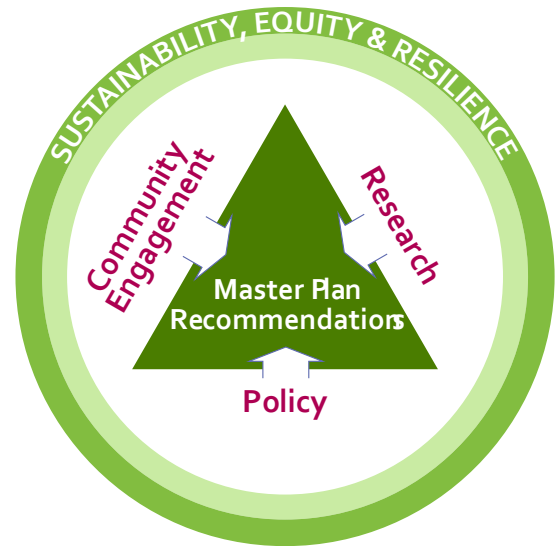 SUSTAINABILITY, EQUITY & RESILIENCE
Community
Engagement
Research
Master Plan
Recommendations
Policy